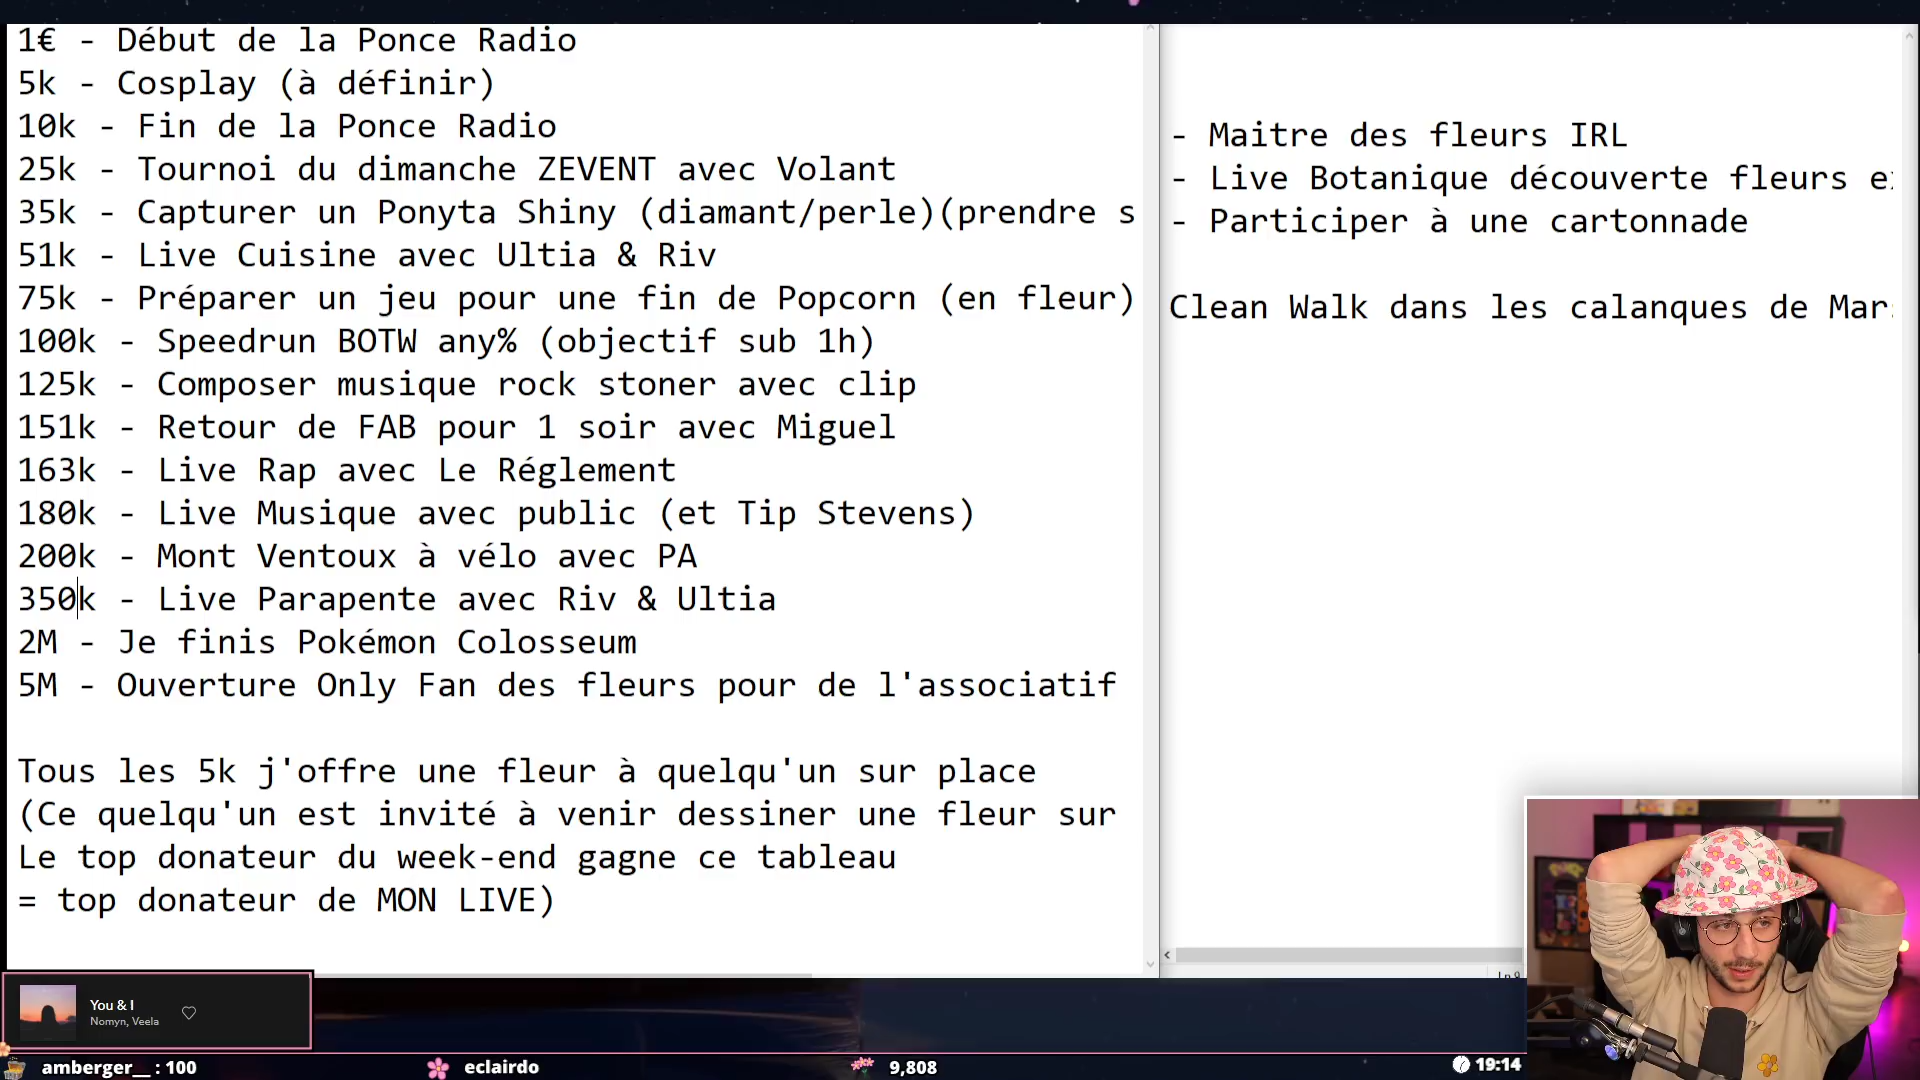 1€ - Début de la Ponce Radio
5k - Cosplay (à définir)
10k - Fin de la Ponce Radio
25k - Tournoi du dimanche ZEVENT avec Volant
35k - Capturer un Ponyta Shiny (diamant/perle)(prendre s
51k - Live Cuisine avec Ultia & Riv
75k - Préparer un jeu pour une fin de Popcorn (en fleur)
100k - Speedrun BOTW any% (objectif sub 1h)
125k - Composer musique rock stoner avec clip
151k - Retour de FAB pour 1 soir avec Miguel
163k - Live Rap avec Le Réglement
180k - Live Musique avec public (et Tip Stevens)
200k - Mont Ventoux à vélo avec PA
350k - Live Parapente avec Riv & Ultia
2M - Je finis Pokémon Colosseum
5M - Ouverture Only Fan des fleurs pour de l'associatif
Tous les 5k j'offre une fleur à quelqu'un sur place
(Ce quelqu'un est invité à venir dessiner une fleur sur
Le top donateur du week-end gagne ce tableau
= top donateur de MON LIVE)
- Maitre des fleurs IRL
- Live Botanique découverte fleurs
- Participer à une cartonnade
Clean Walk dans les calanques de Mar
You & I
Nomyn, Veela
amberger__ : 100
eclairdo
9,808
19:14